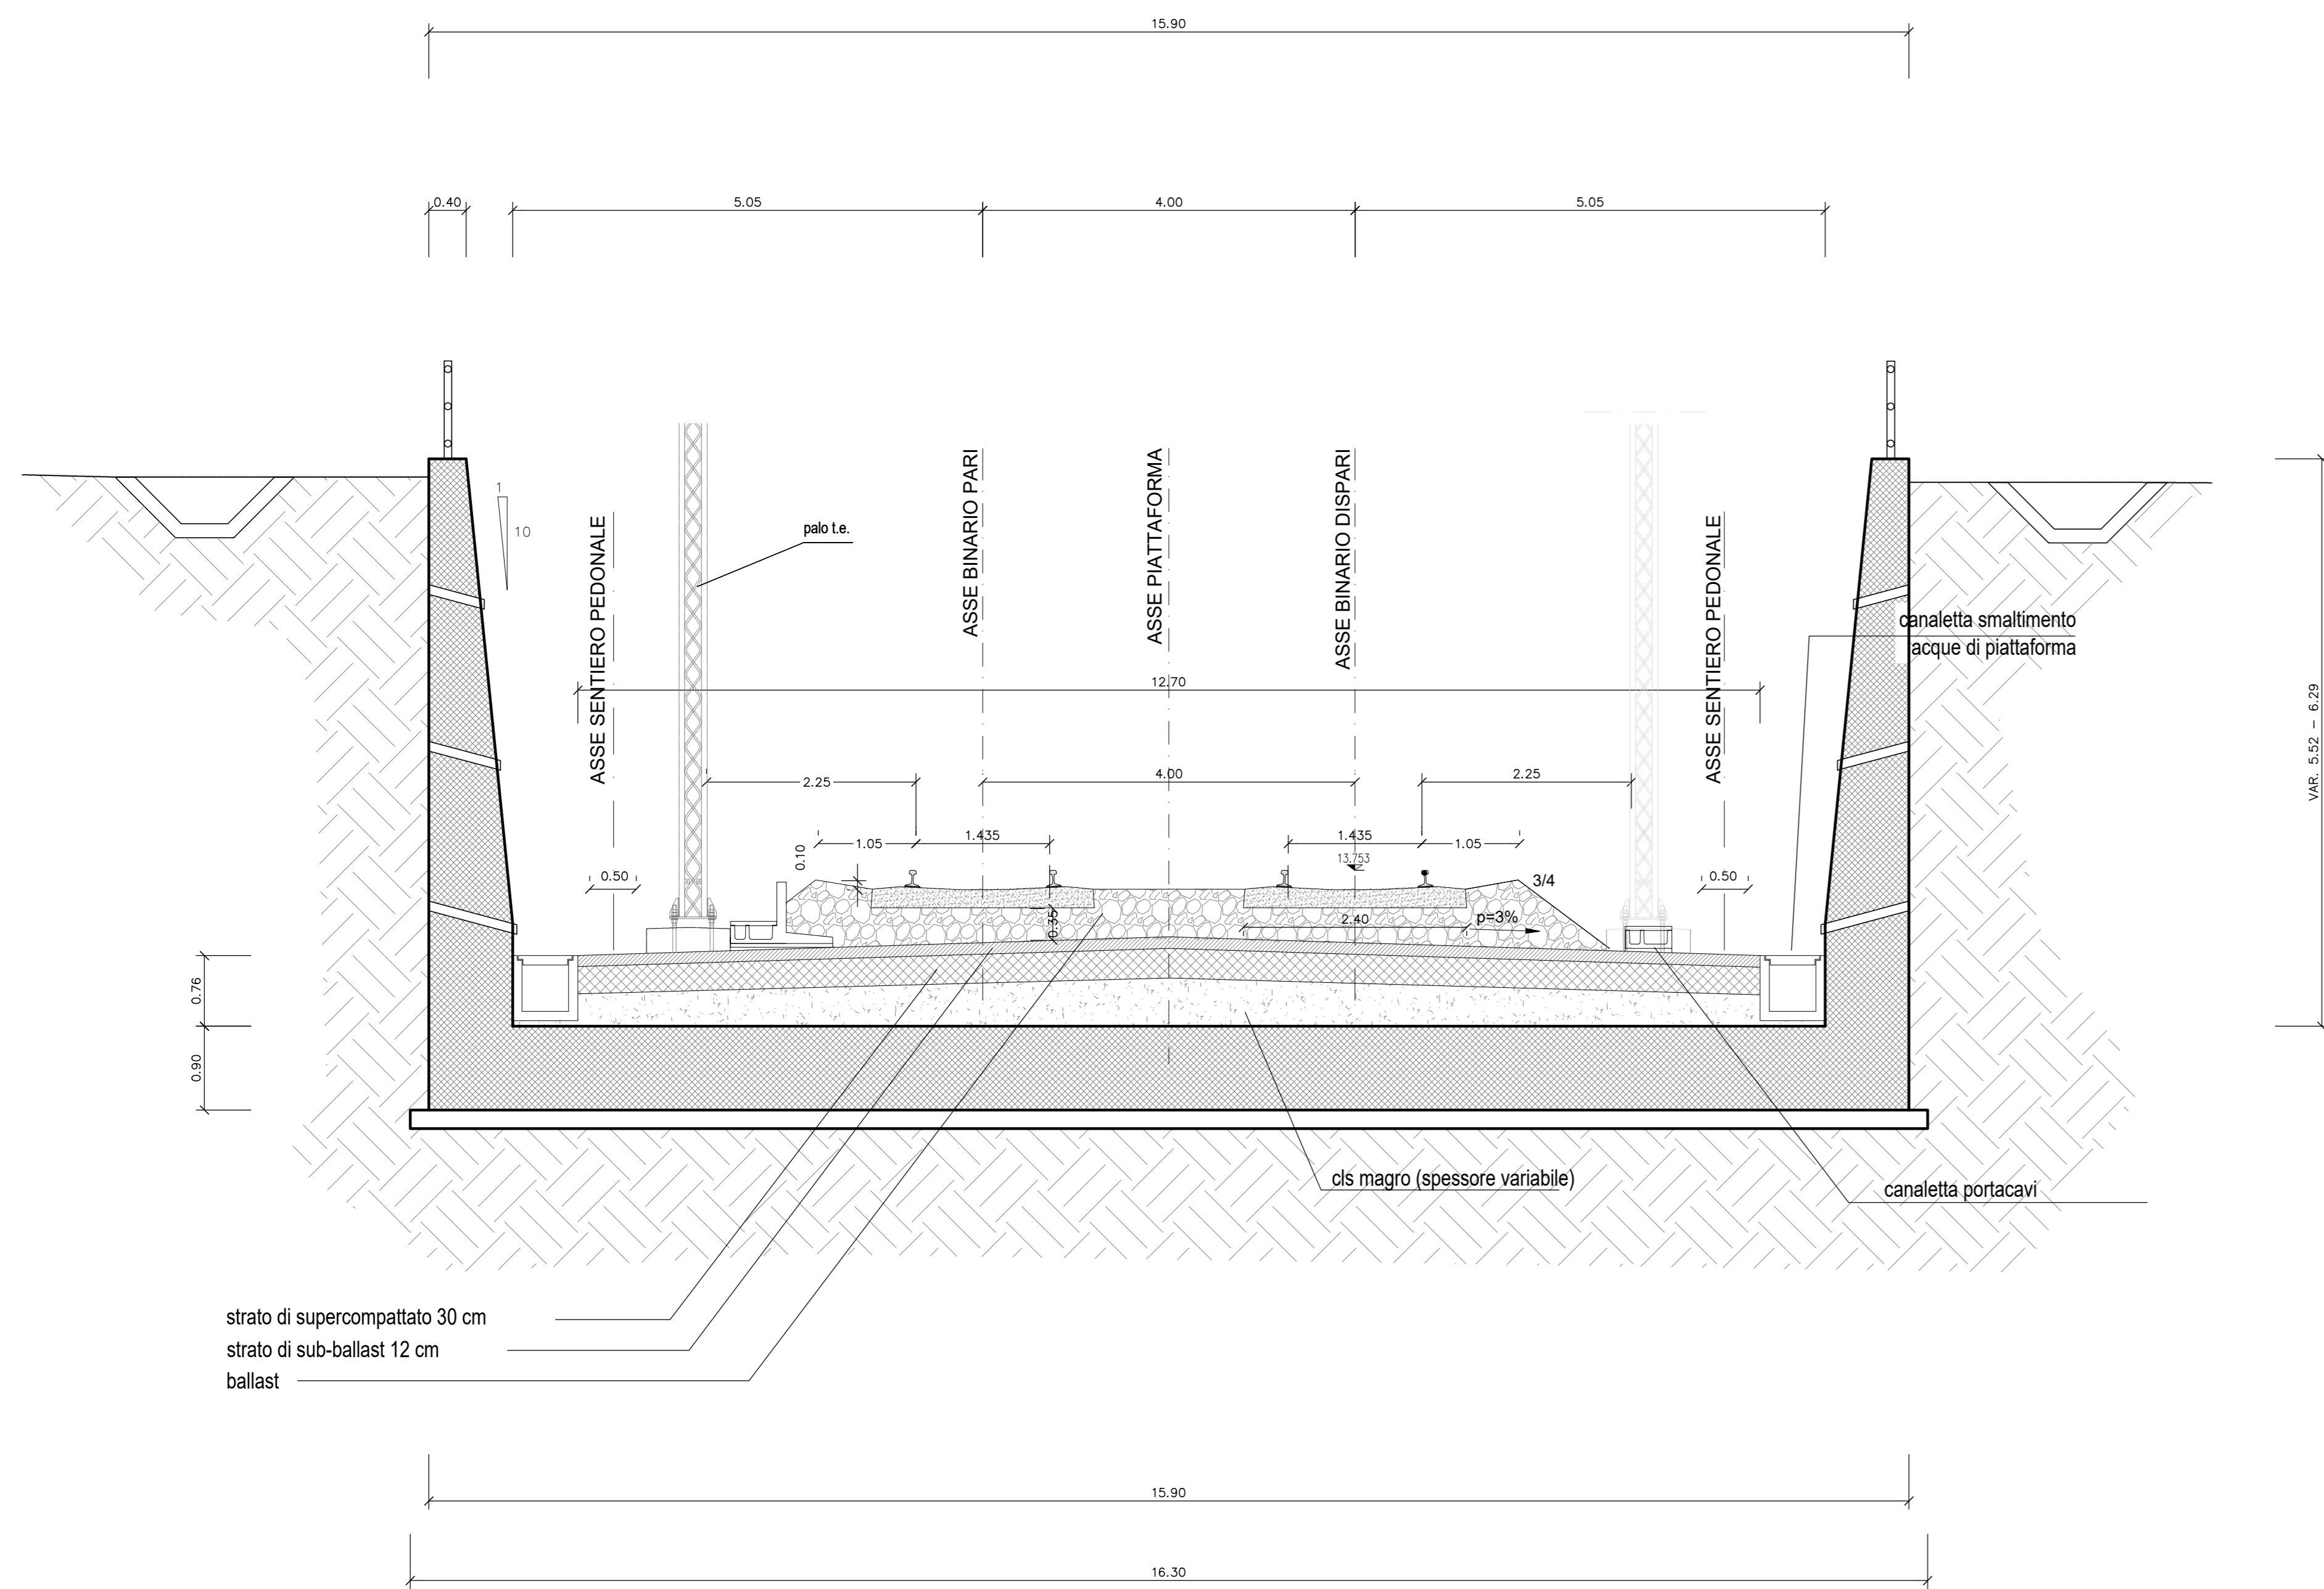 15.90
0.40
5.05
4.00
5.05
1
10
palo t.e.
ASSE SENTIERO PEDONALE
ASSE BINARIO PARI
ASSE PIATTAFORMA
ASSE BINARIO DISPARI
ASSE SENTIERO PEDONALE
canaletta smaltimento
acque di piattaforma
12.70
VAR. 5.52 – 6.29
2.25
4.00
2.25
1.05
1.435
1.435
1.05
0.10
13.753
0.50
0.50
3/4
0.35
2.40
p=3%
0.76
0.90
cls magro (spessore variabile)
canaletta portacavi
strato di supercompattato 30 cm
strato di sub-ballast 12 cm
ballast
15.90
16.30